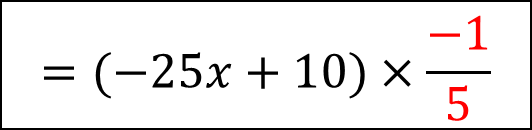 = (−25x + 10) × −1/5